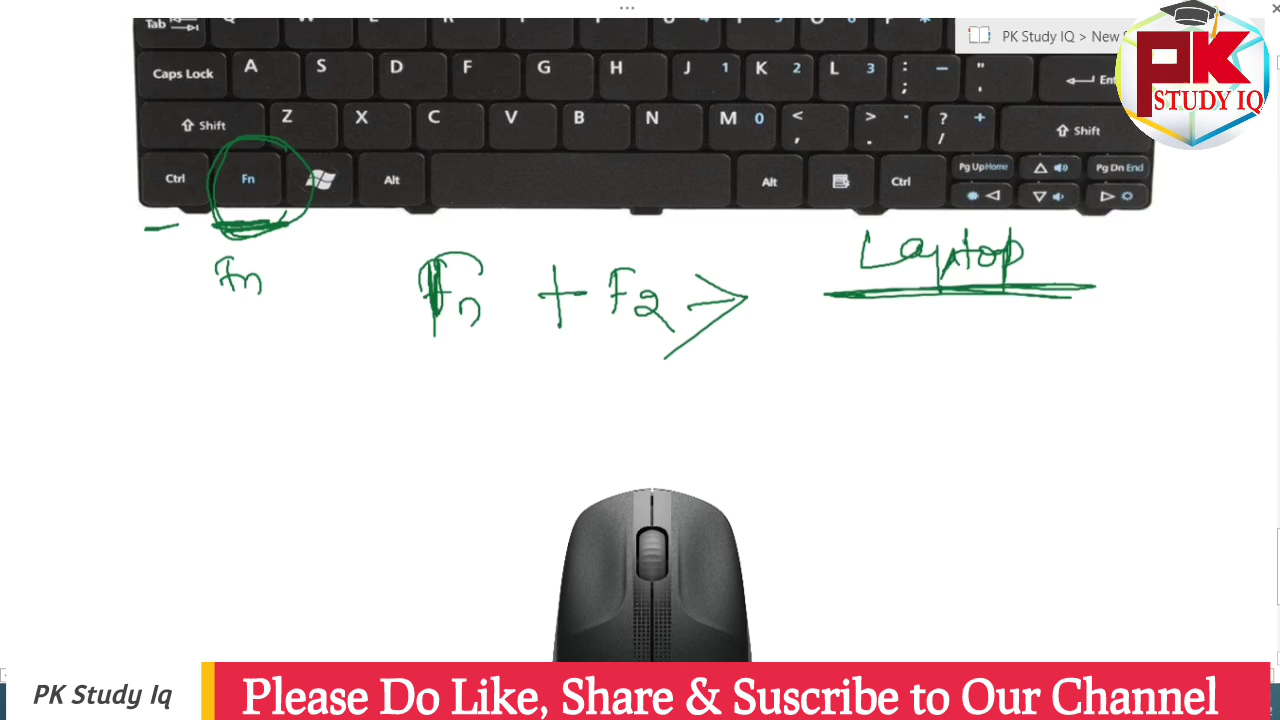 PK Study IQ > New
PK
STUDY IQ
Tab
Caps Lock A S D F G H J 1 K 2 L 3 : ; " '
Shift Z X C V B N M 0 < , > . ? / + Shift
Ctrl Fn Alt Alt Ctrl Pg Up Home Pg Dn End
Fn
Fn + F2 >
Laptop
PK Study Iq
Please Do Like, Share & Suscribe to Our Channel